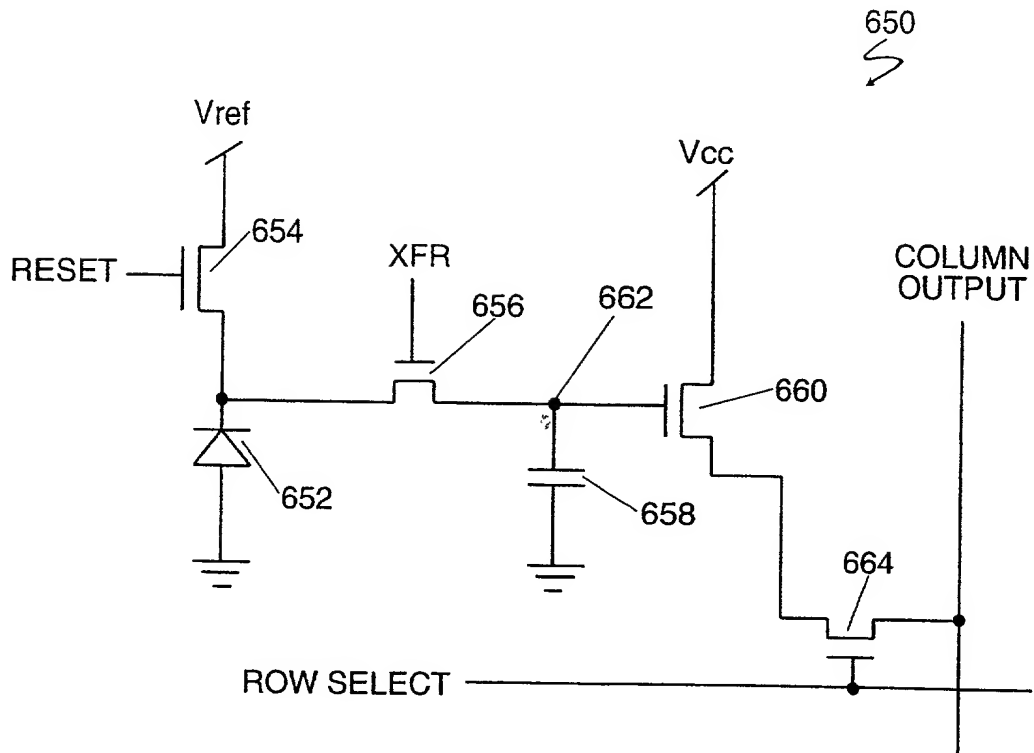 650
Vref
Vcc
654
RESET
XFR
COLUMN
OUTPUT
656
662
660
652
658
664
ROW SELECT